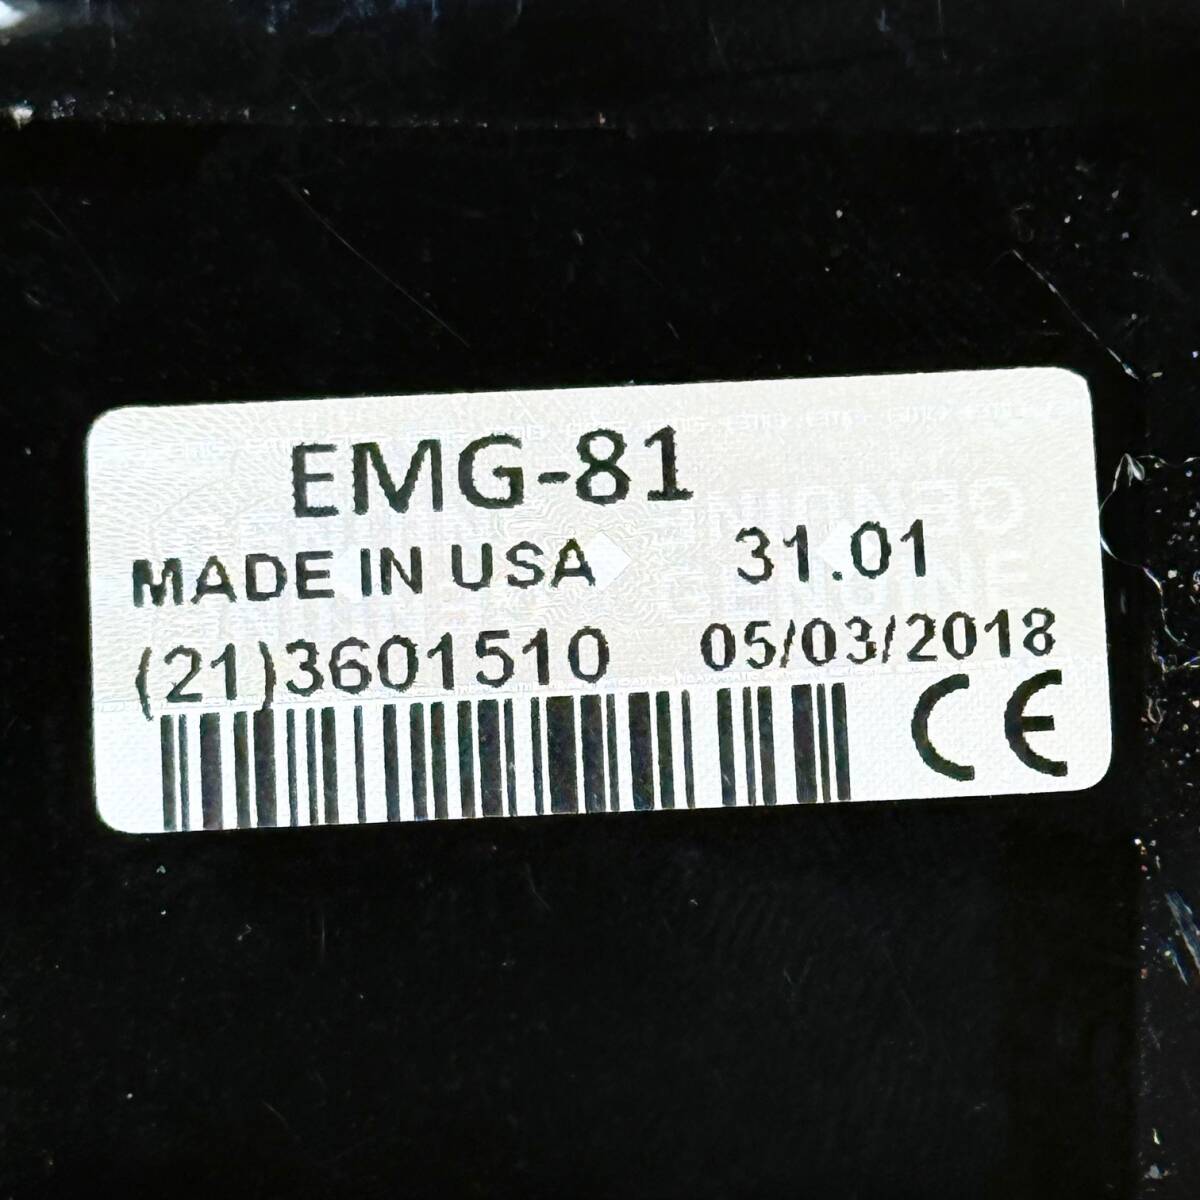 EMG-81
MADE IN USA 31.01
(21)3601510 05/03/2018
CE